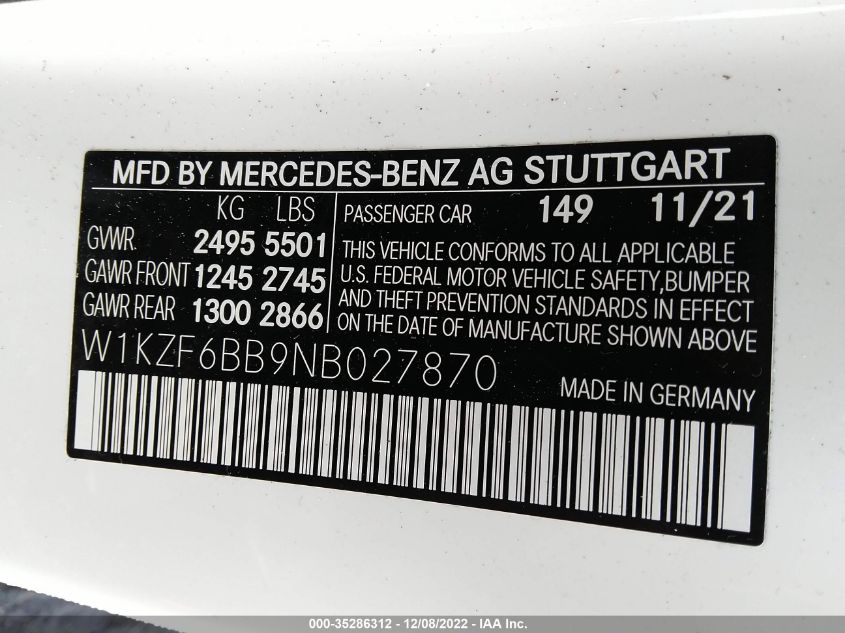 MFD BY MERCEDES-BENZ AG STUTTGART
KG LBS
GVWR 2495 5501
GAWR FRONT 1245 2745
GAWR REAR 1300 2866
PASSENGER CAR 149 11/21
THIS VEHICLE CONFORMS TO ALL APPLICABLE
U.S. FEDERAL MOTOR VEHICLE SAFETY,BUMPER
AND THEFT PREVENTION STANDARDS IN EFFECT
ON THE DATE OF MANUFACTURE SHOWN ABOVE
W1KZF6BB9NB027870
MADE IN GERMANY
000-35286312 - 12/08/2022 - IAA Inc.